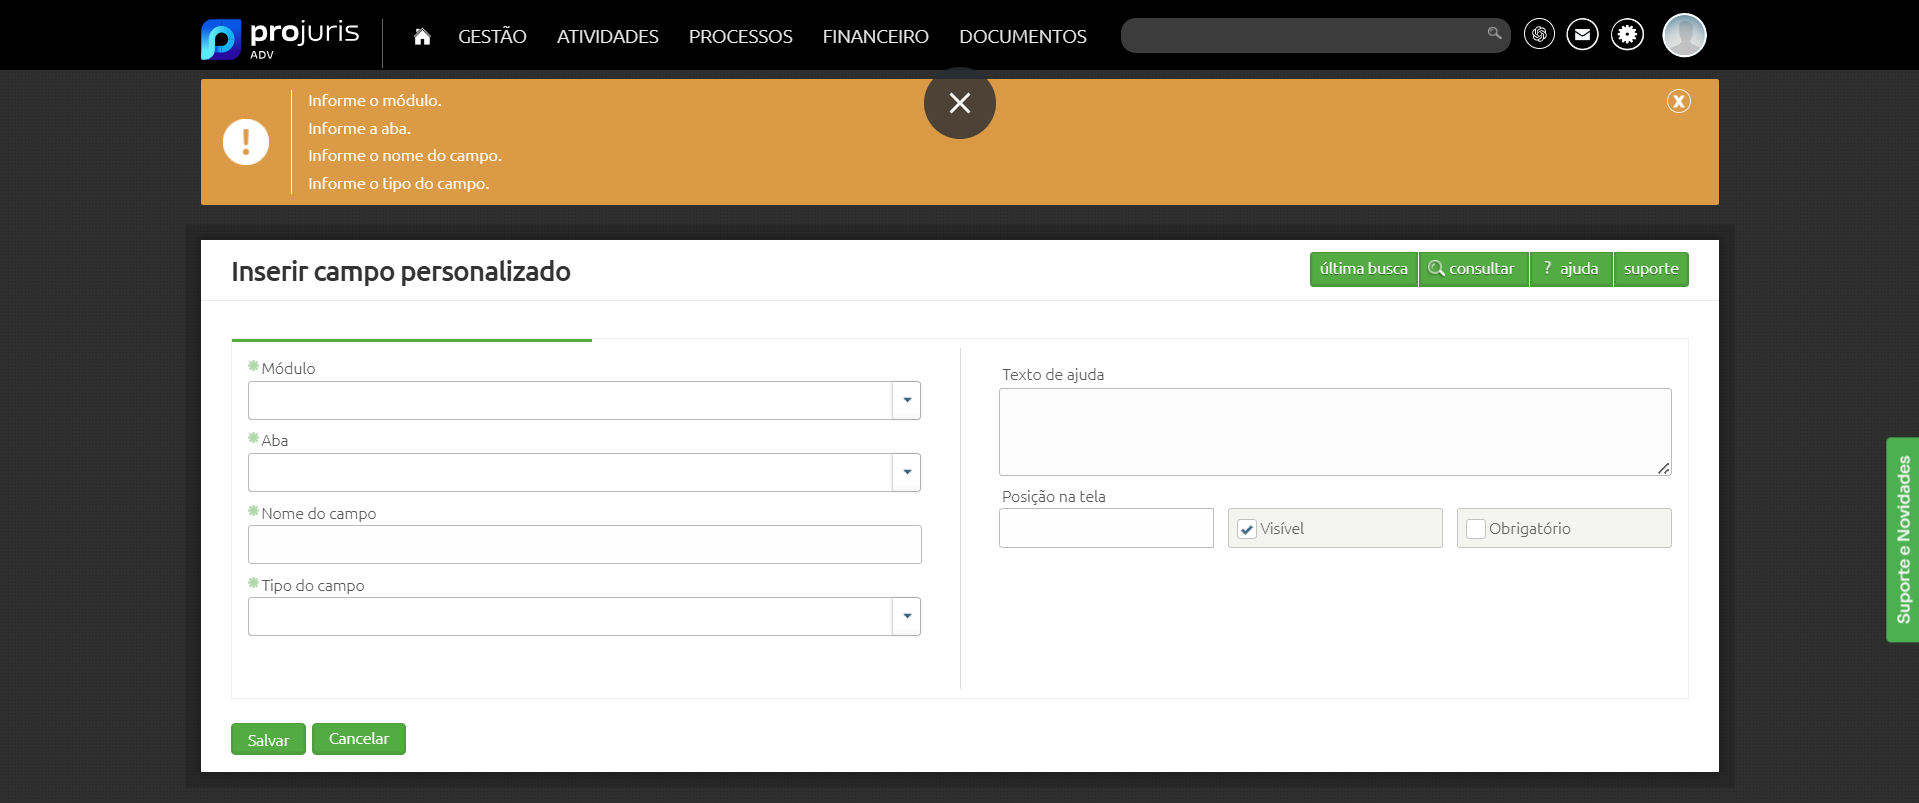 projuris
ADV
GESTÃO
ATIVIDADES
PROCESSOS
FINANCEIRO
DOCUMENTOS
Informe o módulo.
Informe a aba.
Informe o nome do campo.
Informe o tipo do campo.
Inserir campo personalizado
última busca
consultar
? ajuda
suporte
Módulo
Aba
Nome do campo
Tipo do campo
Texto de ajuda
Posição na tela
Visível
Obrigatório
Salvar
Cancelar
Suporte e Novidades